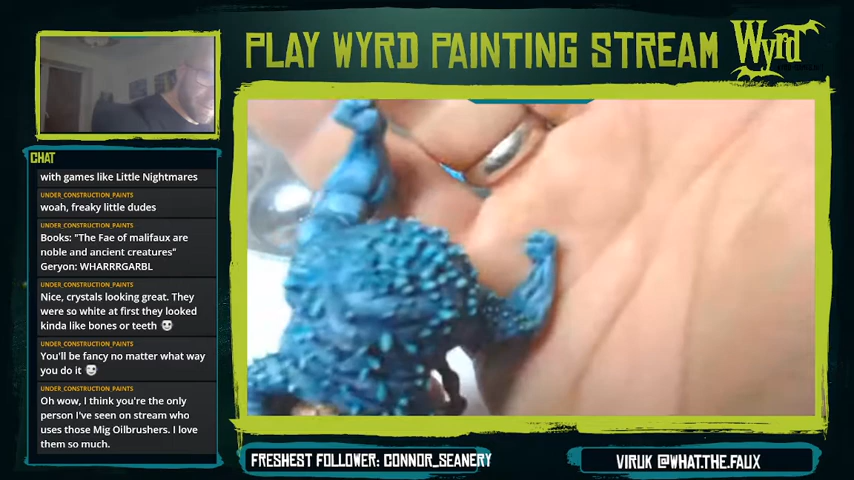 PLAY WYRD PAINTING STREAM
Wyrd
CHAT
with games like Little Nightmares
UNDER_CONSTRUCTION_PAINTS
woah, freaky little dudes
UNDER_CONSTRUCTION_PAINTS
Books: "The Fae of malifaux are
noble and ancient creatures"
Geryon: WHARRRGARBL
UNDER_CONSTRUCTION_PAINTS
Nice, crystals looking great. They
were so white at first they looked
kinda like bones or teeth
UNDER_CONSTRUCTION_PAINTS
You'll be fancy no matter what way
you do it
UNDER_CONSTRUCTION_PAINTS
Oh wow, I think you're the only
person I've seen on stream who
uses those Mig Oilbrushers. I love
them so much.
FRESHEST FOLLOWER: CONNOR_SEANERY
VIRUK @WHAT.THE.FAUX